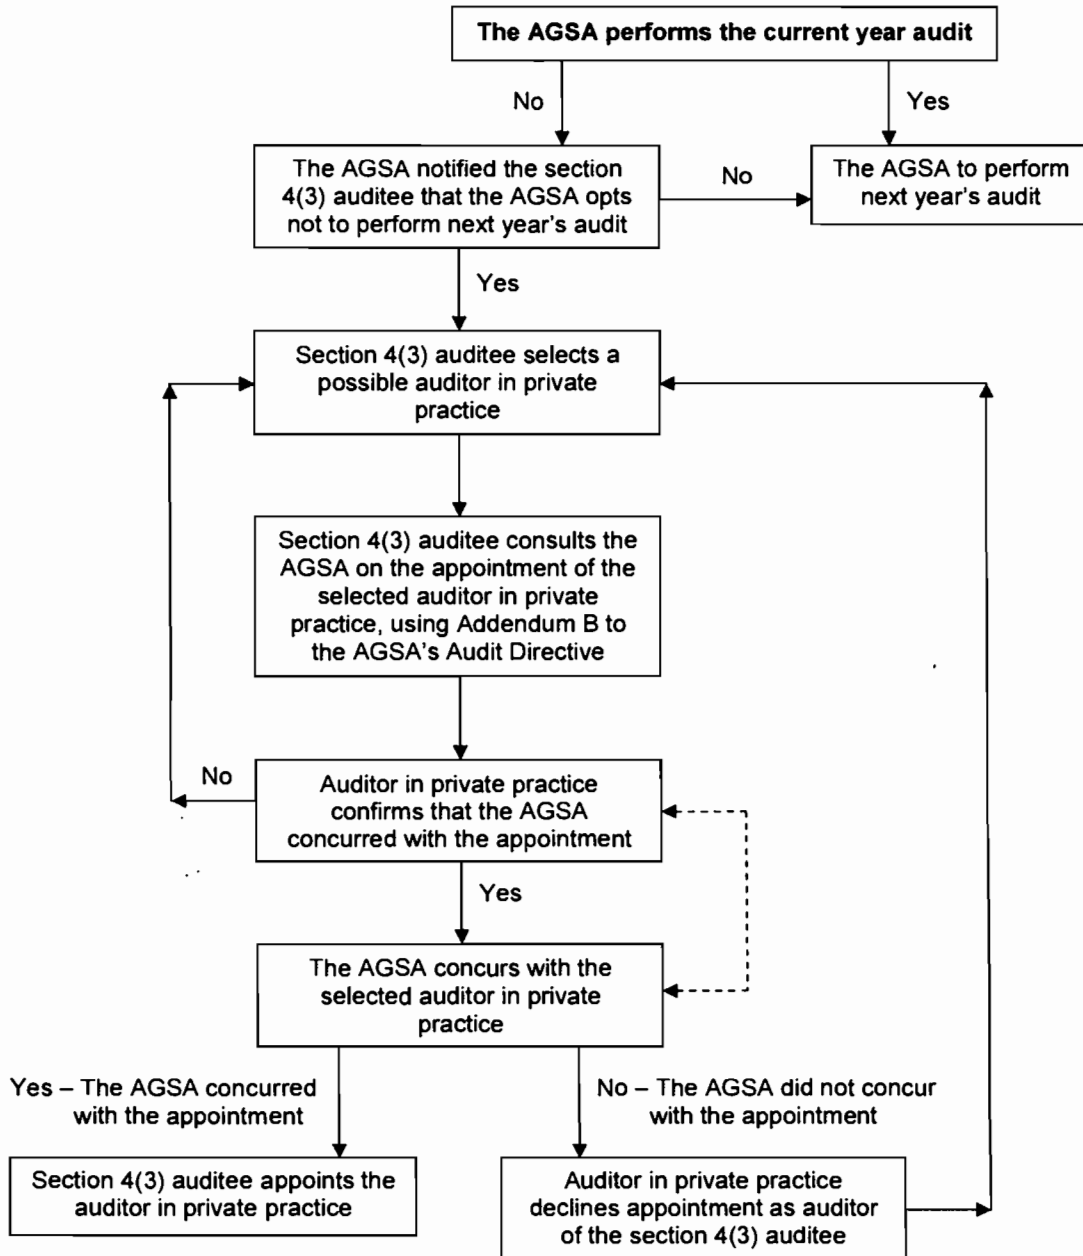 The AGSA performs the current year audit
No
Yes
The AGSA notified the section
4(3) auditee that the AGSA opts
not to perform next year's audit
No
The AGSA to perform
next year's audit
Yes
Section 4(3) auditee selects a
possible auditor in private
practice
Section 4(3) auditee consults the
AGSA on the appointment of the
selected auditor in private
practice, using Addendum B to
the AGSA's Audit Directive
No
Auditor in private practice
confirms that the AGSA
concurred with the appointment
Yes
The AGSA concurs with the
selected auditor in private
practice
Yes – The AGSA concurred
with the appointment
No – The AGSA did not concur
with the appointment
Section 4(3) auditee appoints the
auditor in private practice
Auditor in private practice
declines appointment as auditor
of the section 4(3) auditee